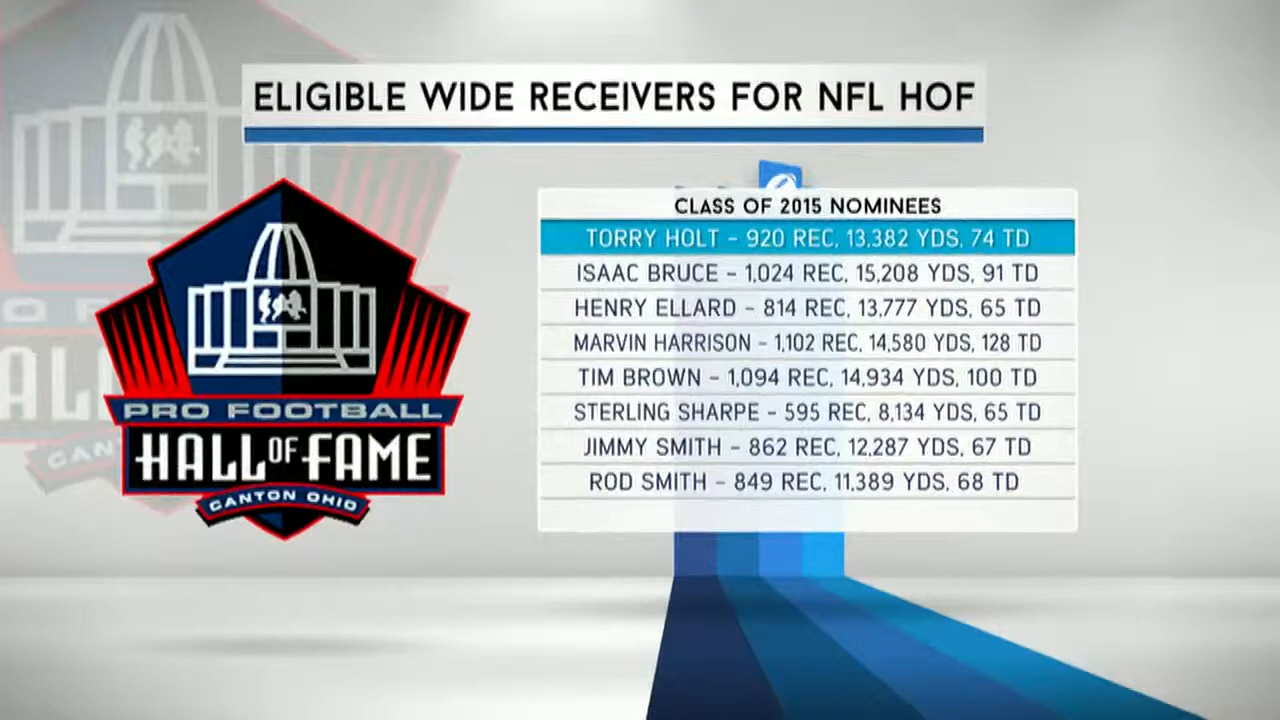 ELIGIBLE WIDE RECEIVERS FOR NFL HOF
CLASS OF 2015 NOMINEES
TORRY HOLT – 920 REC, 13,382 YDS, 74 TD
ISAAC BRUCE – 1,024 REC, 15,208 YDS, 91 TD
HENRY ELLARD – 814 REC, 13,777 YDS, 65 TD
MARVIN HARRISON – 1,102 REC, 14,580 YDS, 128 TD
TIM BROWN – 1,094 REC, 14,934 YDS, 100 TD
STERLING SHARPE – 595 REC, 8,134 YDS, 65 TD
JIMMY SMITH – 862 REC, 12,287 YDS, 67 TD
ROD SMITH – 849 REC, 11,389 YDS, 68 TD
PRO FOOTBALL
HALL OF FAME
CANTON OHIO